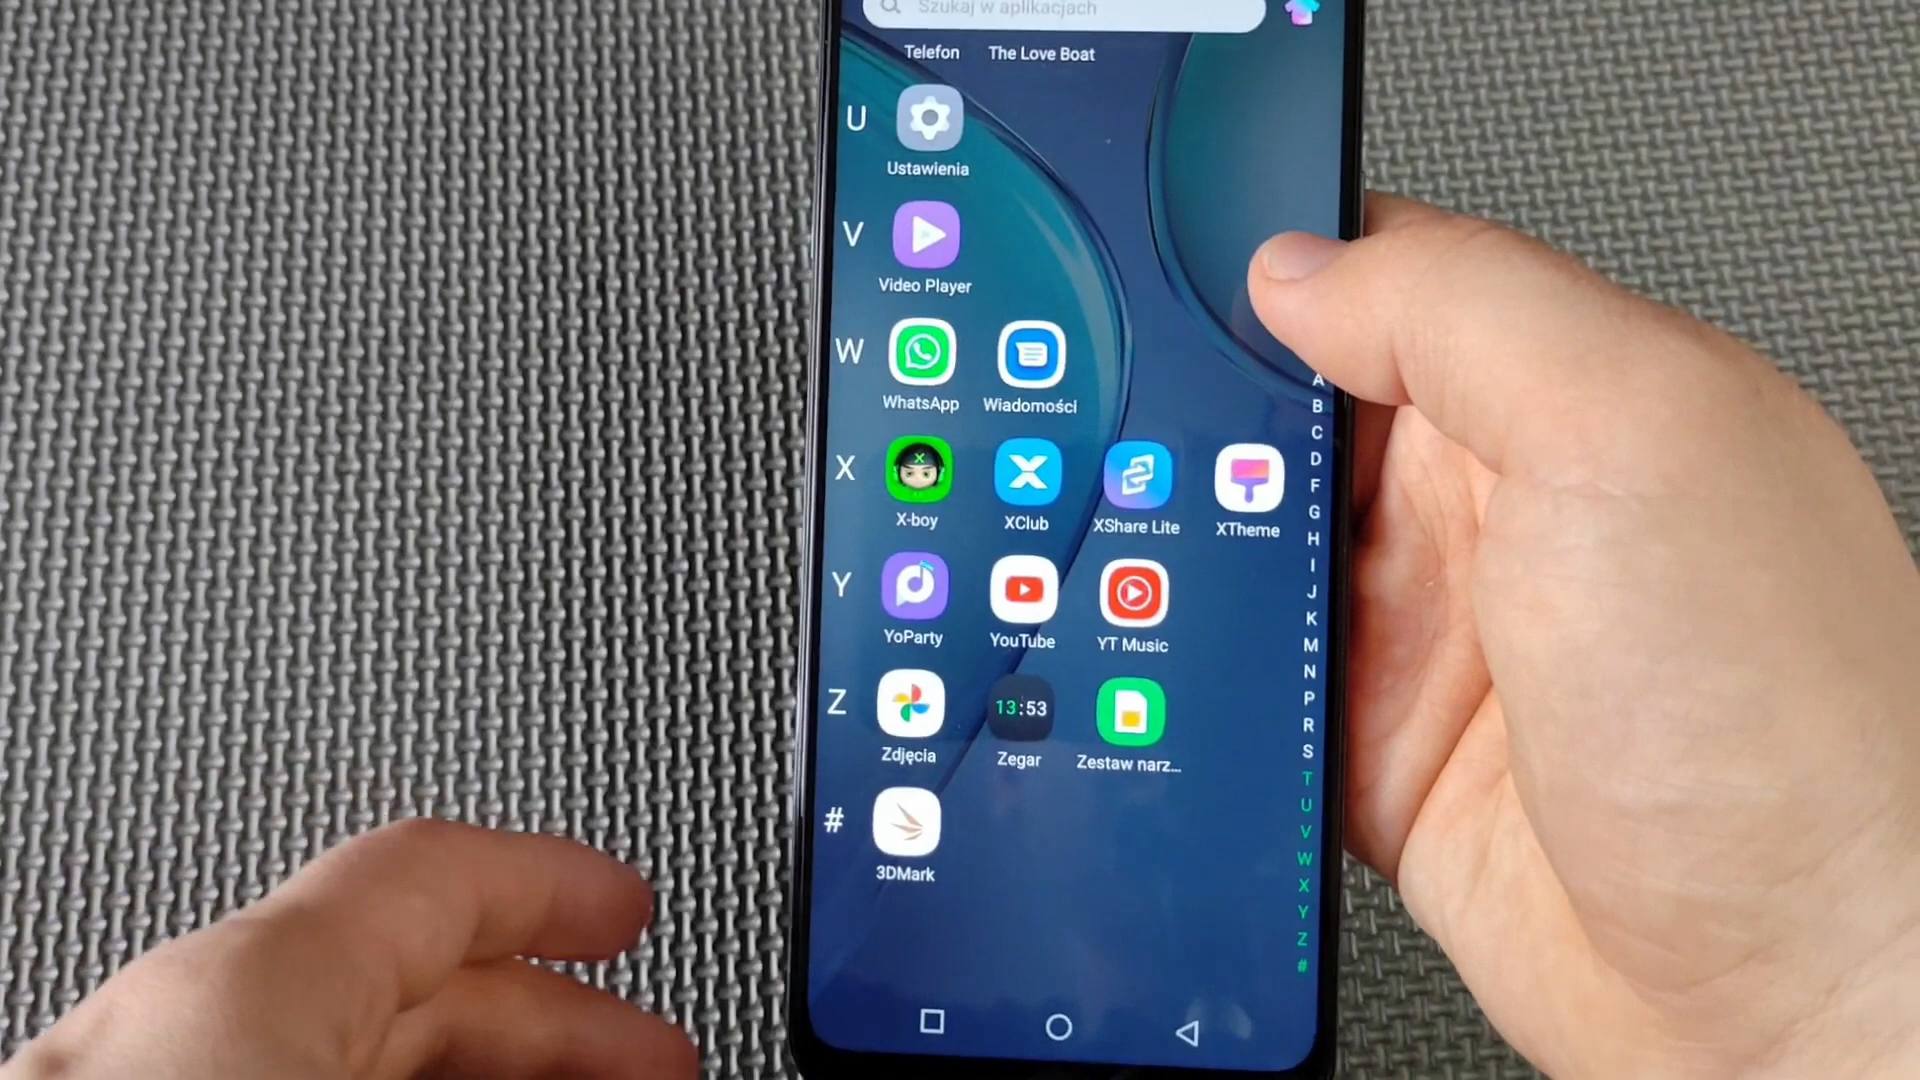 Szukaj w aplikacjach
Telefon The Love Boat
U
Ustawienia
V
Video Player
W
WhatsApp Wiadomości
X
X
X-boy XClub XShare Lite XTheme
Y
YoParty YouTube YT Music
Z
13:53
Zdjęcia Zegar Zestaw narz...
#
3DMark
A
B
C
D
F
G
H
I
J
K
M
N
P
R
S
T
U
V
W
X
Y
Z
#